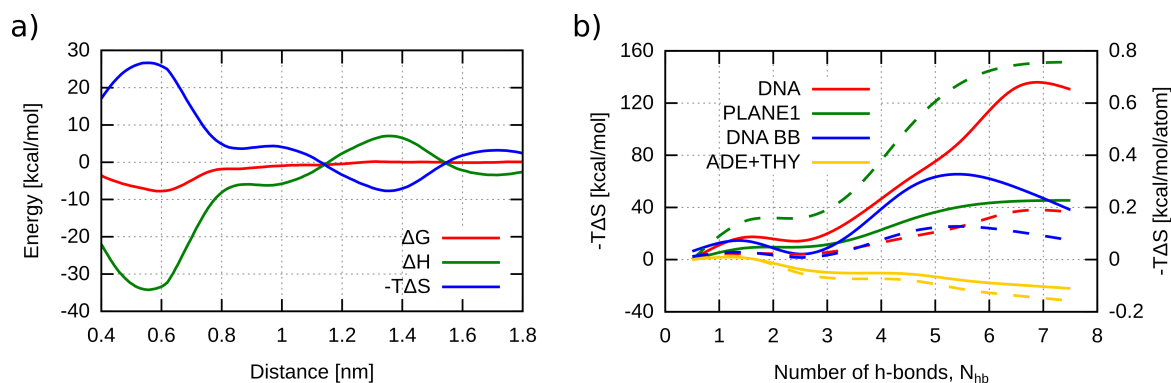 a)
30
20
10
0
-10
-20
-30
-40
Energy [kcal/mol]
ΔG
ΔH
-TΔS
0.4 0.6 0.8 1 1.2 1.4 1.6 1.8
Distance [nm]
b)
160
120
80
40
0
-40
-TΔS [kcal/mol]
DNA
PLANE1
DNA BB
ADE+THY
0.8
0.6
0.4
0.2
0
-0.2
-TΔS [kcal/mol/atom]
0 1 2 3 4 5 6 7 8
Number of h-bonds, Nhb